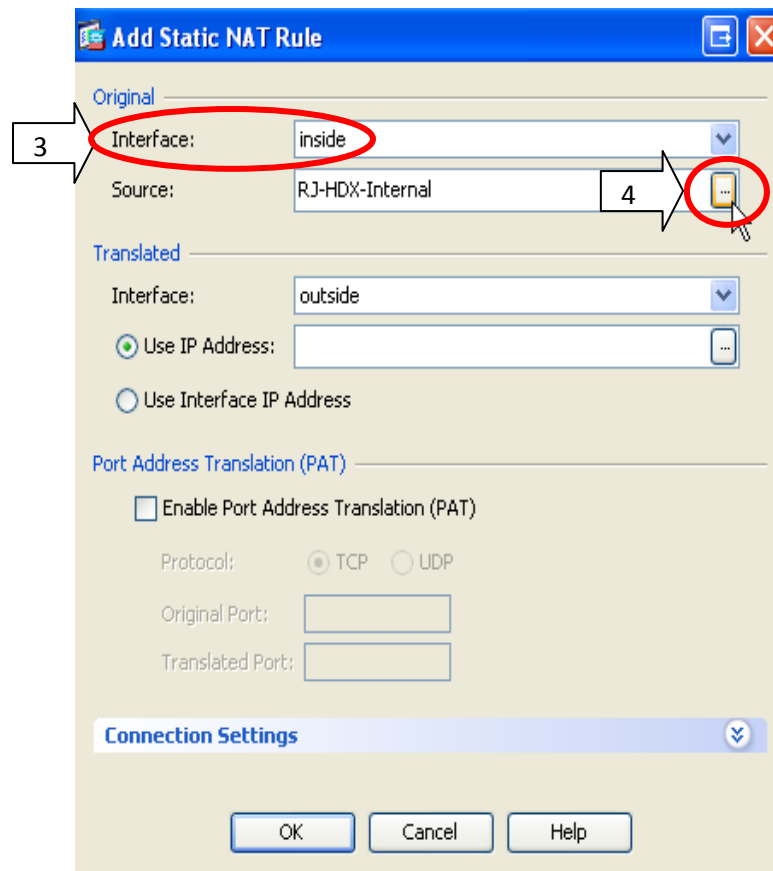 Add Static NAT Rule
Original
3
Interface: inside
Source: RJ-HDX-Internal ...
4
Translated
Interface: outside
Use IP Address: ...
Use Interface IP Address
Port Address Translation (PAT)
Enable Port Address Translation (PAT)
Protocol: TCP UDP
Original Port:
Translated Port:
Connection Settings
OK Cancel Help